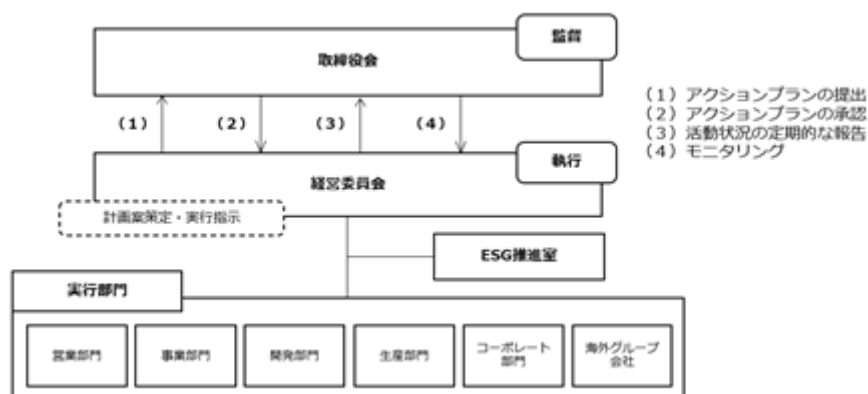 監督
取締役会
（1）
（2）
（3）
（4）
（1）アクションプランの提出
（2）アクションプランの承認
（3）活動状況の定期的な報告
（4）モニタリング
執行
経営委員会
計画案策定・実行指示
ESG推進室
実行部門
営業部門
事業部門
開発部門
生産部門
コーポレート
部門
海外グループ
会社